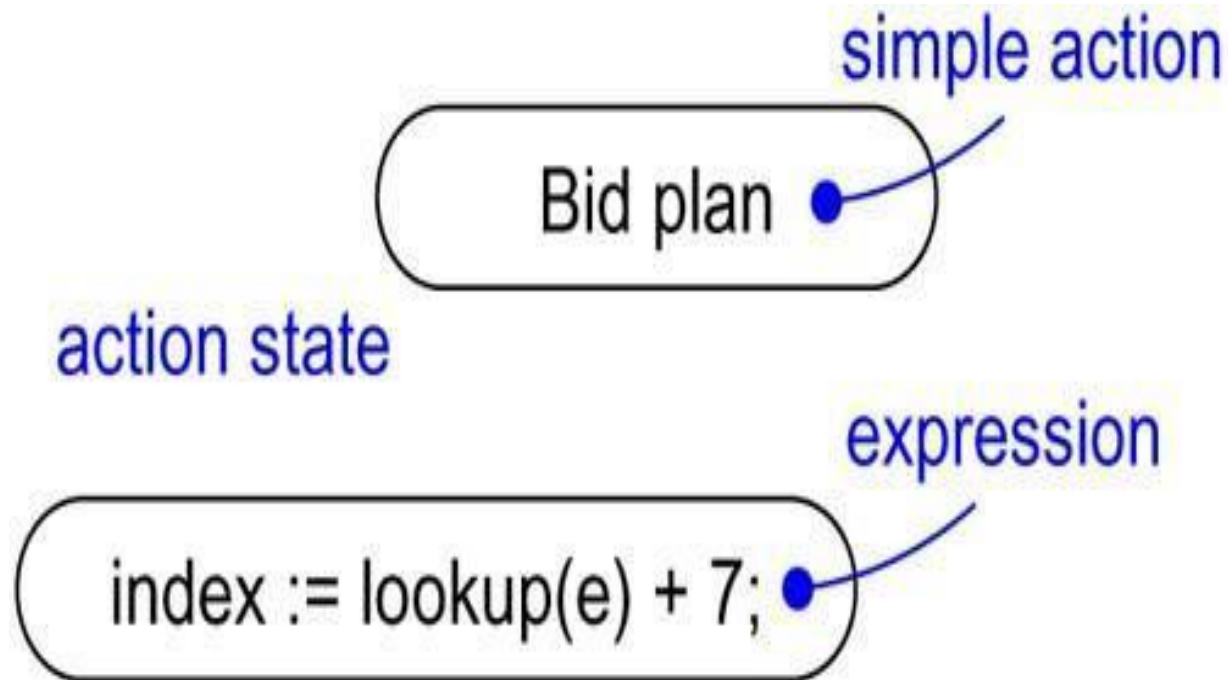 simple action
Bid plan
action state
expression
index := lookup(e) + 7;